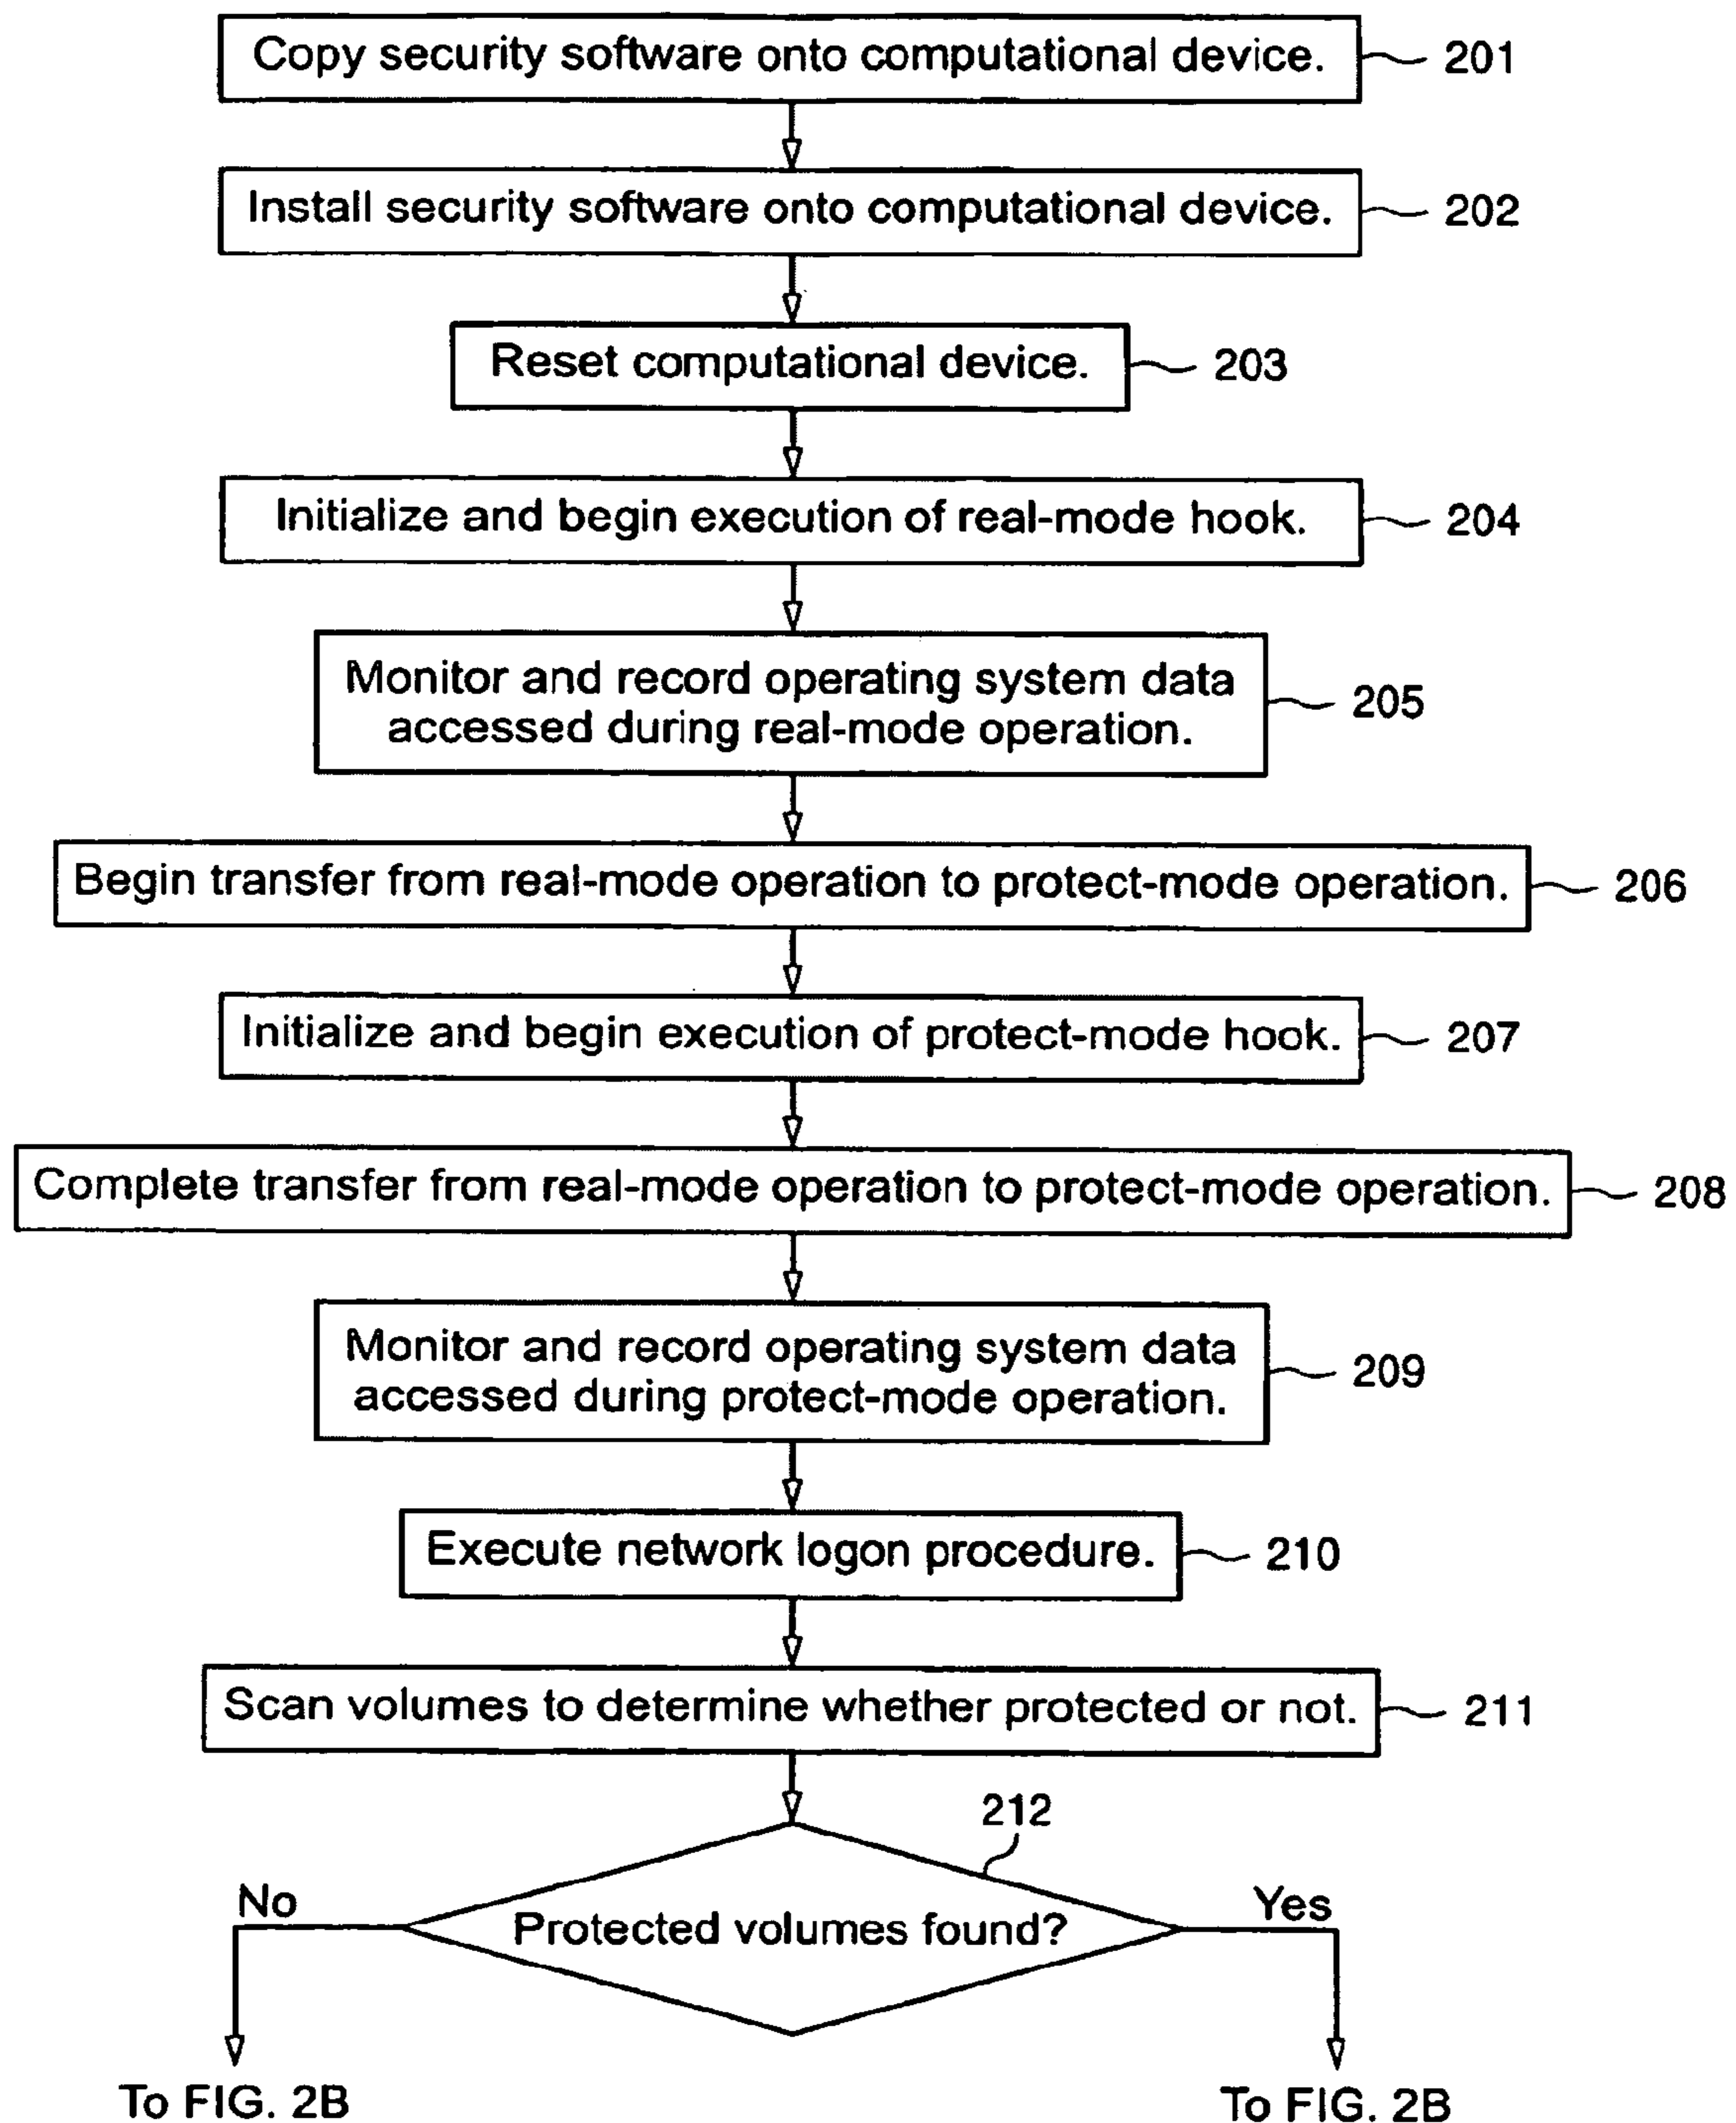 Copy security software onto computational device.
201
Install security software onto computational device.
202
Reset computational device.
203
Initialize and begin execution of real-mode hook.
204
Monitor and record operating system data
accessed during real-mode operation.
205
Begin transfer from real-mode operation to protect-mode operation.
206
Initialize and begin execution of protect-mode hook.
207
Complete transfer from real-mode operation to protect-mode operation.
208
Monitor and record operating system data
accessed during protect-mode operation.
209
Execute network logon procedure.
210
Scan volumes to determine whether protected or not.
211
212
No
Protected volumes found?
Yes
To FIG. 2B
To FIG. 2B